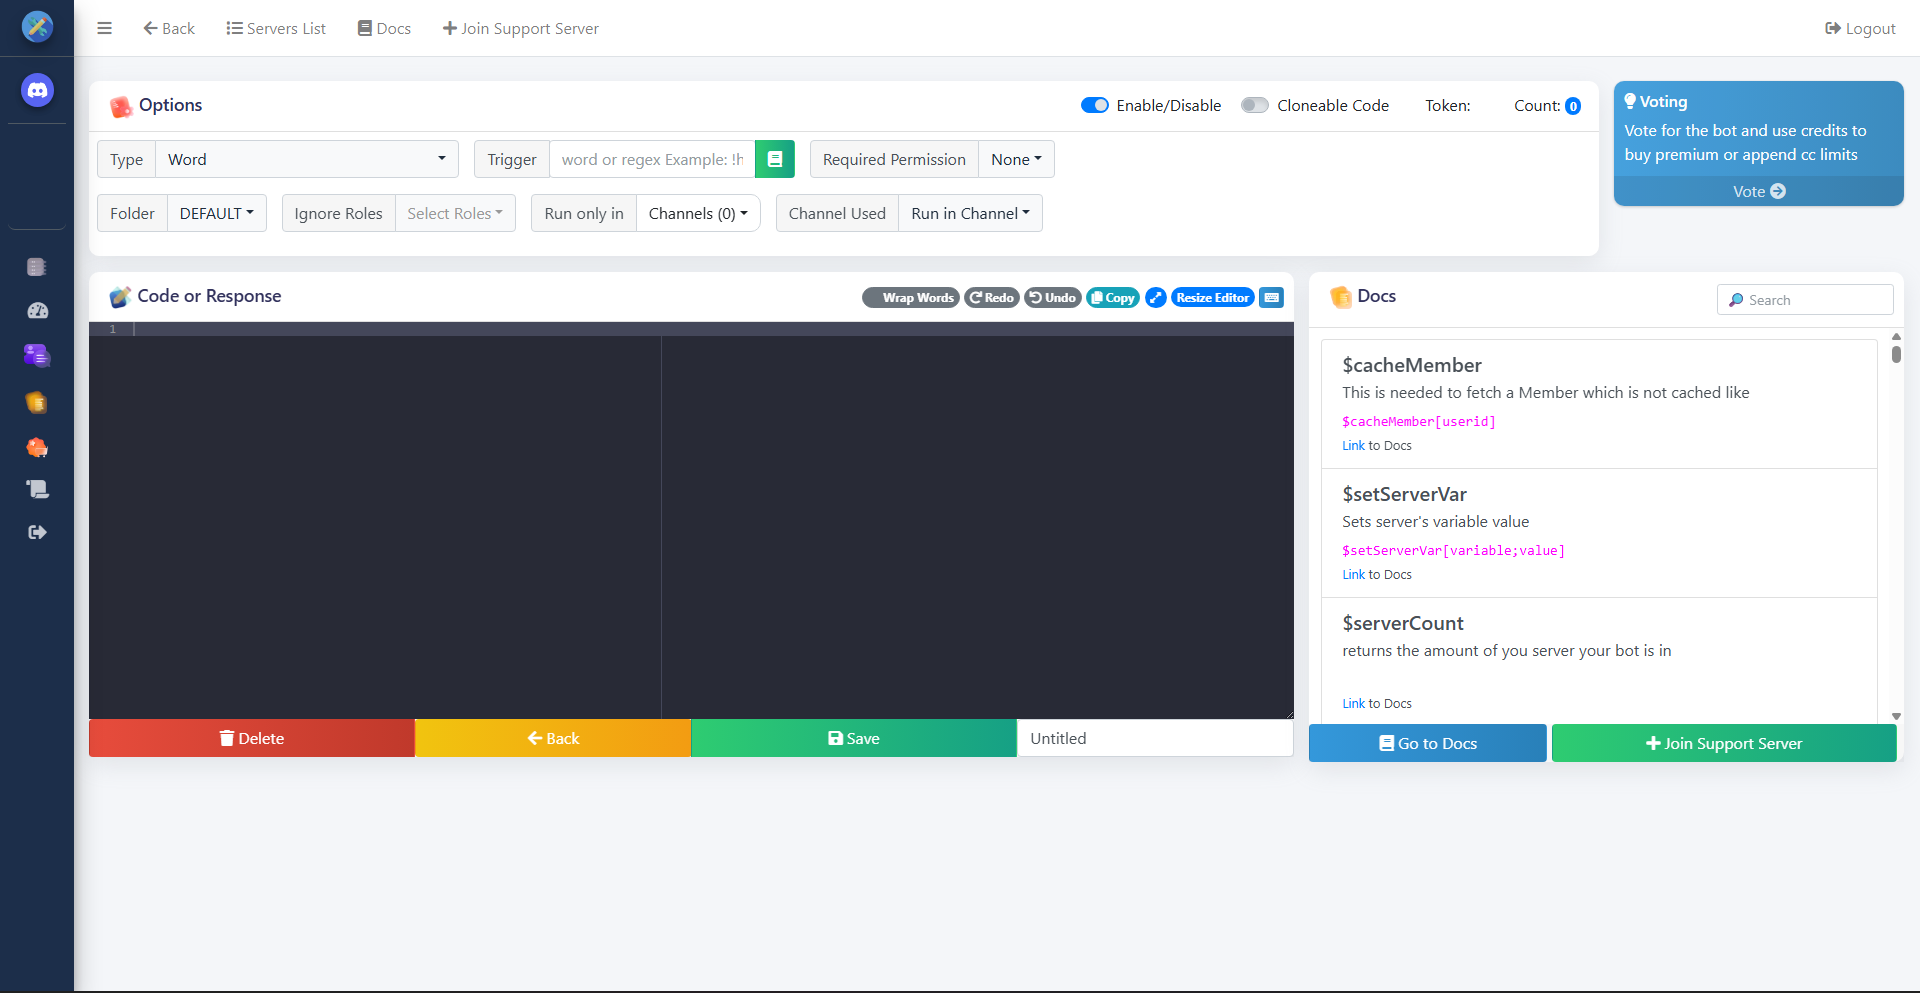 Back
Servers List
Docs
Join Support Server
Logout
Options
Enable/Disable
Cloneable Code
Token:
Count: 0
Type
Word
Trigger
word or regex Example: !h
Required Permission
None
Folder
DEFAULT
Ignore Roles
Select Roles
Run only in
Channels (0)
Channel Used
Run in Channel
Voting
Vote for the bot and use credits to
buy premium or append cc limits
Vote
Code or Response
Wrap Words
Redo
Undo
Copy
Resize Editor
1
Delete
Back
Save
Untitled
Docs
Search
$cacheMember
This is needed to fetch a Member which is not cached like
$cacheMember[userid]
Link to Docs
$setServerVar
Sets server's variable value
$setServerVar[variable;value]
Link to Docs
$serverCount
returns the amount of you server your bot is in
Link to Docs
Go to Docs
Join Support Server